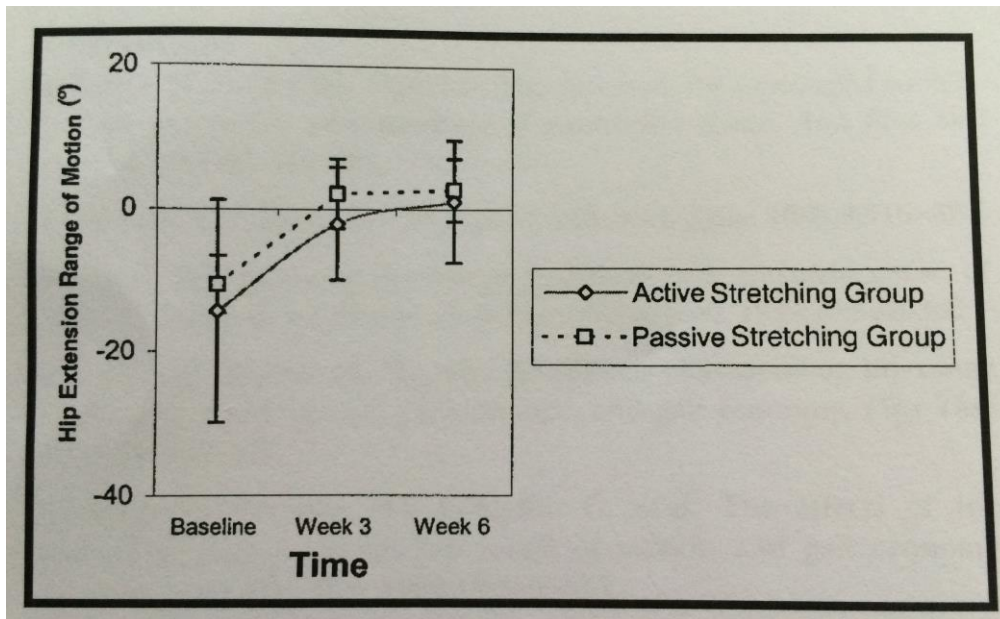 20
0
-20
-40
Hip Extension Range of Motion (°)
Baseline Week 3 Week 6
Time
Active Stretching Group
Passive Stretching Group